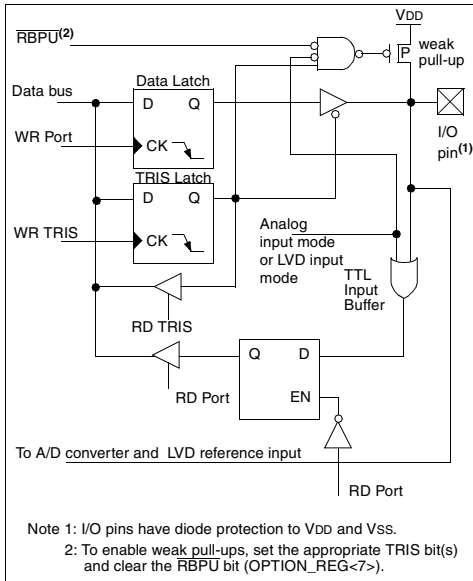 VDD
RBPU(2)
P
weak
pull-up
Data Latch
Data bus
D Q
WR Port
CK
I/O
pin(1)
TRIS Latch
D Q
WR TRIS
CK
Analog
input mode
or LVD input
mode
TTL
Input
Buffer
RD TRIS
Q D
RD Port
EN
To A/D converter and LVD reference input
RD Port
Note 1: I/O pins have diode protection to VDD and VSS.
2: To enable weak pull-ups, set the appropriate TRIS bit(s)
and clear the RBPU bit (OPTION_REG<7>).